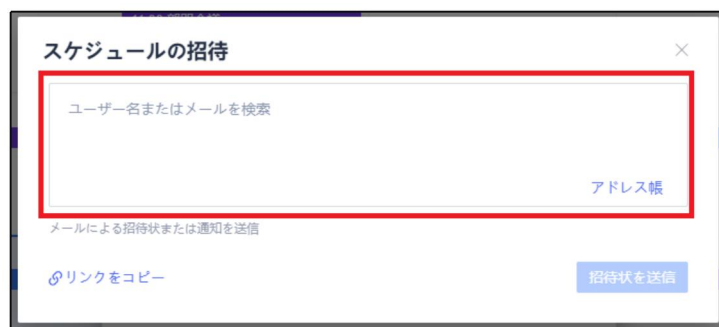 スケジュールの招待
ユーザー名またはメールを検索
アドレス帳
メールによる招待状または通知を送信
リンクをコピー
招待状を送信